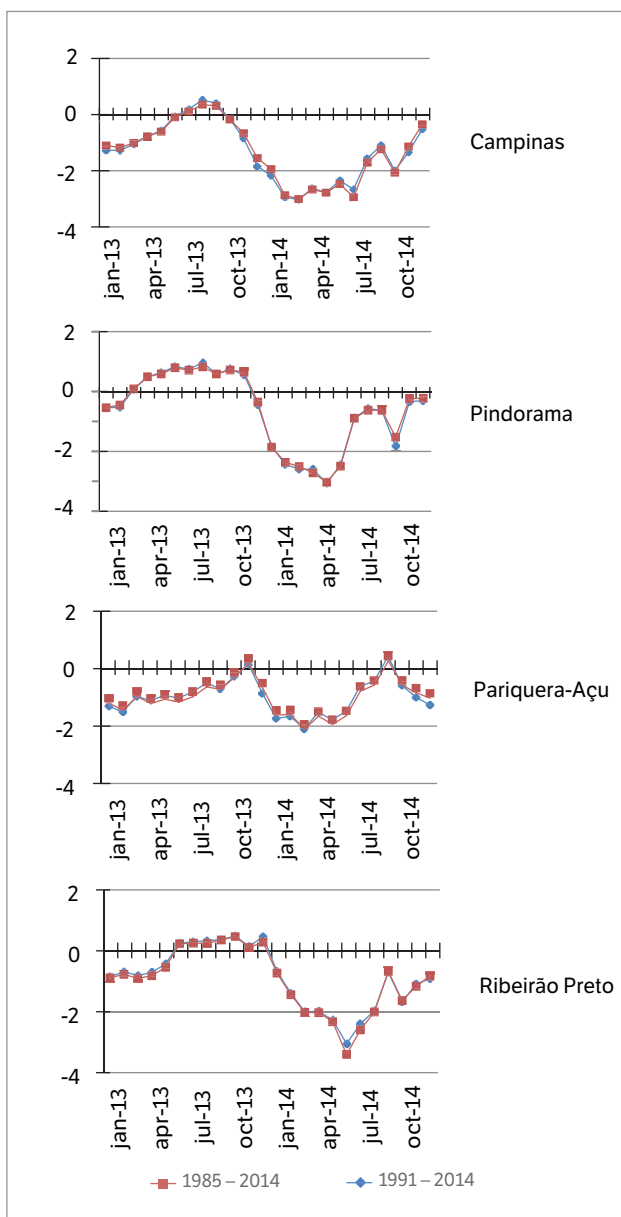 2
0
-2
-4
jan-13
apr-13
jul-13
oct-13
jan-14
apr-14
jul-14
oct-14
Campinas
2
0
-2
-4
jan-13
apr-13
jul-13
oct-13
jan-14
apr-14
jul-14
oct-14
Pindorama
2
0
-2
-4
jan-13
apr-13
jul-13
oct-13
jan-14
apr-14
jul-14
oct-14
Pariquera-Açu
2
0
-2
-4
jan-13
apr-13
jul-13
oct-13
jan-14
apr-14
jul-14
oct-14
Ribeirão Preto
1985 – 2014 1991 – 2014